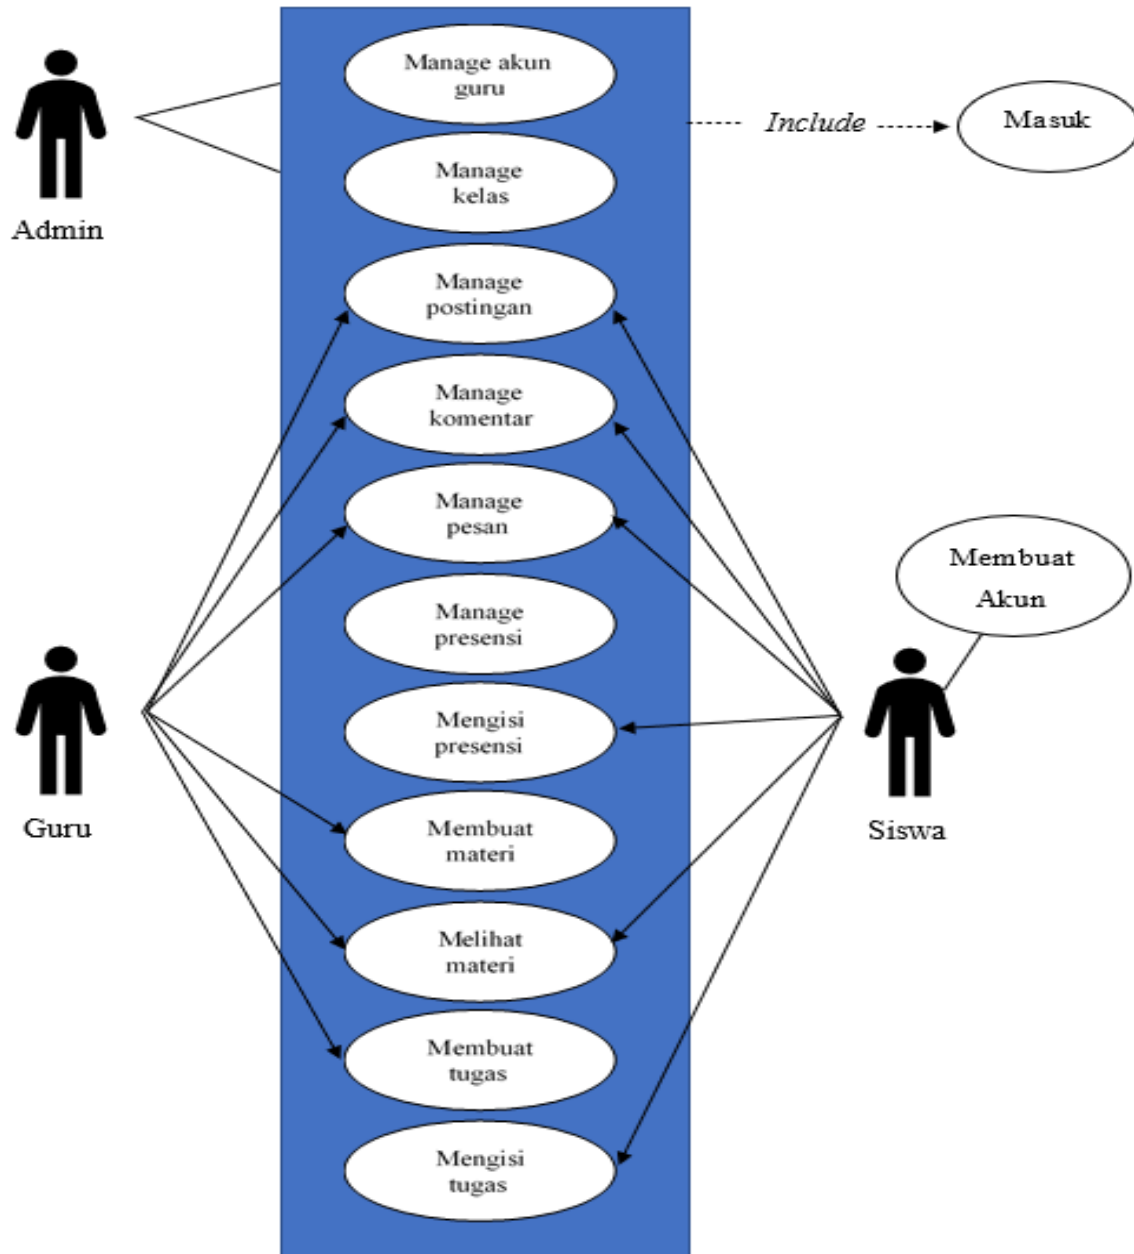 Manage akun
guru
Include
Masuk
Manage
kelas
Admin
Manage
postingan
Manage
komentar
Manage
pesan
Membuat
Akun
Manage
presensi
Mengisi
presensi
Guru
Siswa
Membuat
materi
Melihat
materi
Membuat
tugas
Mengisi
tugas